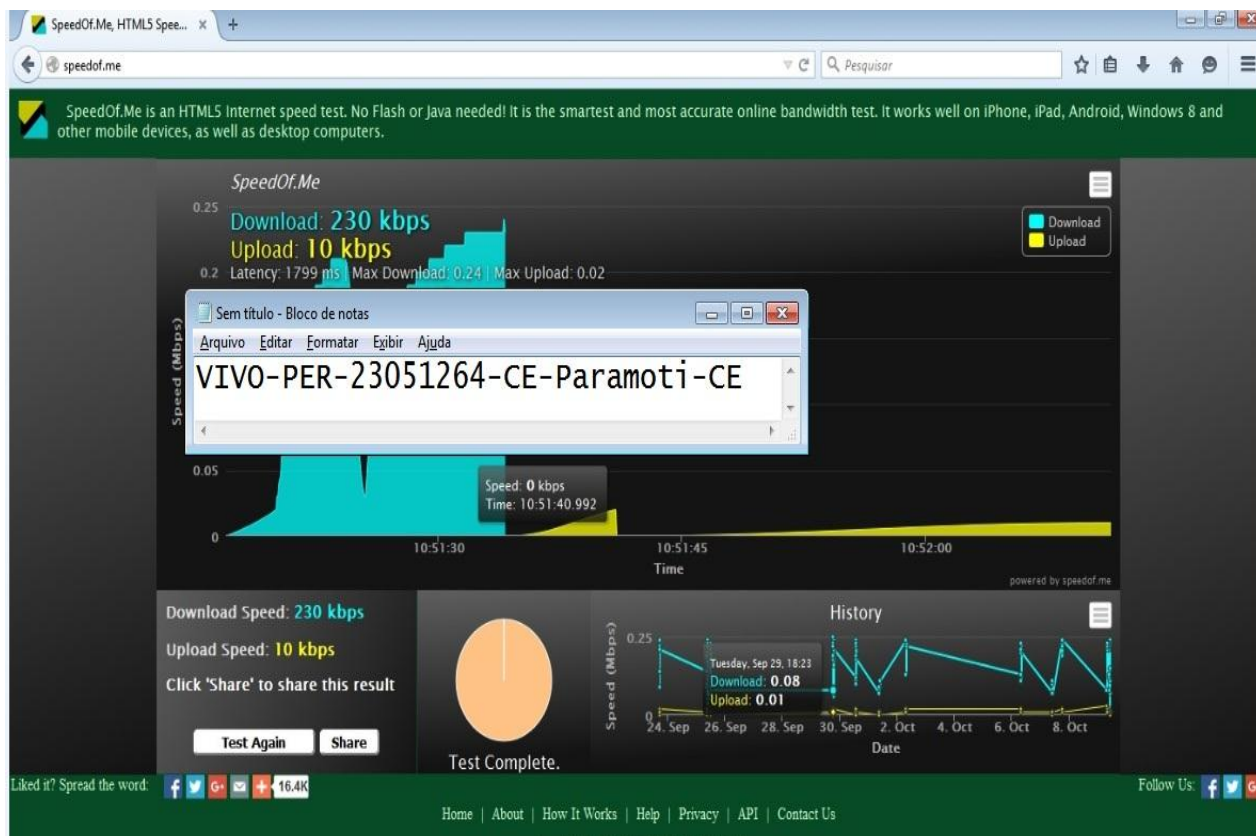 SpeedOf.Me, HTML5 Spee...
speedof.me
Pesquisar
SpeedOf.Me is an HTML5 Internet speed test. No Flash or Java needed! It is the smartest and most accurate online bandwidth test. It works well on iPhone, iPad, Android, Windows 8 and
other mobile devices, as well as desktop computers.
SpeedOf.Me
0.25
Download: 230 kbps
Upload: 10 kbps
0.2
Latency: 1799 ms | Max Download: 0.24 | Max Upload: 0.02
Download
Upload
Sem título - Bloco de notas
Arquivo Editar Formatar Exibir Ajuda
VIVO-PER-23051264-CE-Paramoti-CE
Speed (Mbps)
0.05
Speed: 0 kbps
Time: 10:51:40.992
0
10:51:30 10:51:45 10:52:00
Time
powered by speedof.me
Download Speed: 230 kbps
Upload Speed: 10 kbps
Click 'Share' to share this result
Test Again Share
Test Complete.
History
Speed (Mbps)
0.25
Tuesday, Sep 29, 18:23
Download: 0.08
Upload: 0.01
0
24. Sep 26. Sep 28. Sep 30. Sep 2. Oct 4. Oct 6. Oct 8. Oct
Date
Liked it? Spread the word:
16.4K
Follow Us:
Home | About | How It Works | Help | Privacy | API | Contact Us